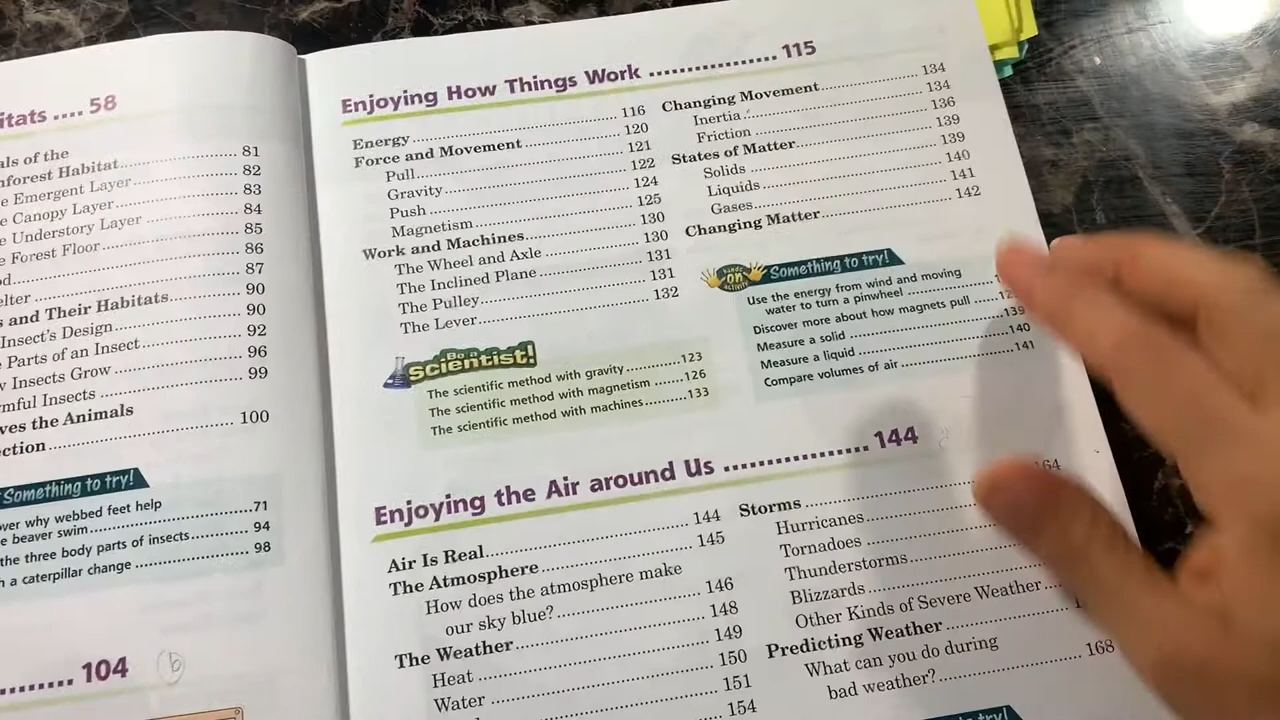 itats .... 58
als of the
nforest Habitat 81
e Emergent Layer 82
e Canopy Layer 83
e Understory Layer 84
e Forest Floor 85
d 86
elter 87
s and Their Habitats 90
Insect's Design 90
Parts of an Insect 92
w Insects Grow 96
mful Insects 99
ves the Animals
ection 100
Something to try!
ver why webbed feet help
e beaver swim 71
the three body parts of insects 94
h a caterpillar change 98
104 6
Enjoying How Things Work 115
Energy 116
Force and Movement 120
Pull 121
Gravity 122
Push 124
Magnetism 125
Work and Machines 130
The Wheel and Axle 130
The Inclined Plane 131
The Pulley 131
The Lever 132
Be a
Scientist!
The scientific method with gravity 123
The scientific method with magnetism 126
The scientific method with machines 133
Changing Movement 134
Inertia 134
Friction 136
States of Matter 139
Solids 139
Liquids 140
Gases 141
Changing Matter 142
hands
on
activity
Something to try!
Use the energy from wind and moving
water to turn a pinwheel
Discover more about how magnets pull
Measure a solid 139
Measure a liquid 140
Compare volumes of air 141
Enjoying the Air around Us 144
Air Is Real 144
The Atmosphere 145
How does the atmosphere make
our sky blue? 146
The Weather 148
Heat 149
Water 150
151
154
Storms 164
Hurricanes
Tornadoes
Thunderstorms
Blizzards
Other Kinds of Severe Weather
Predicting Weather
What can you do during
bad weather? 168
to try!